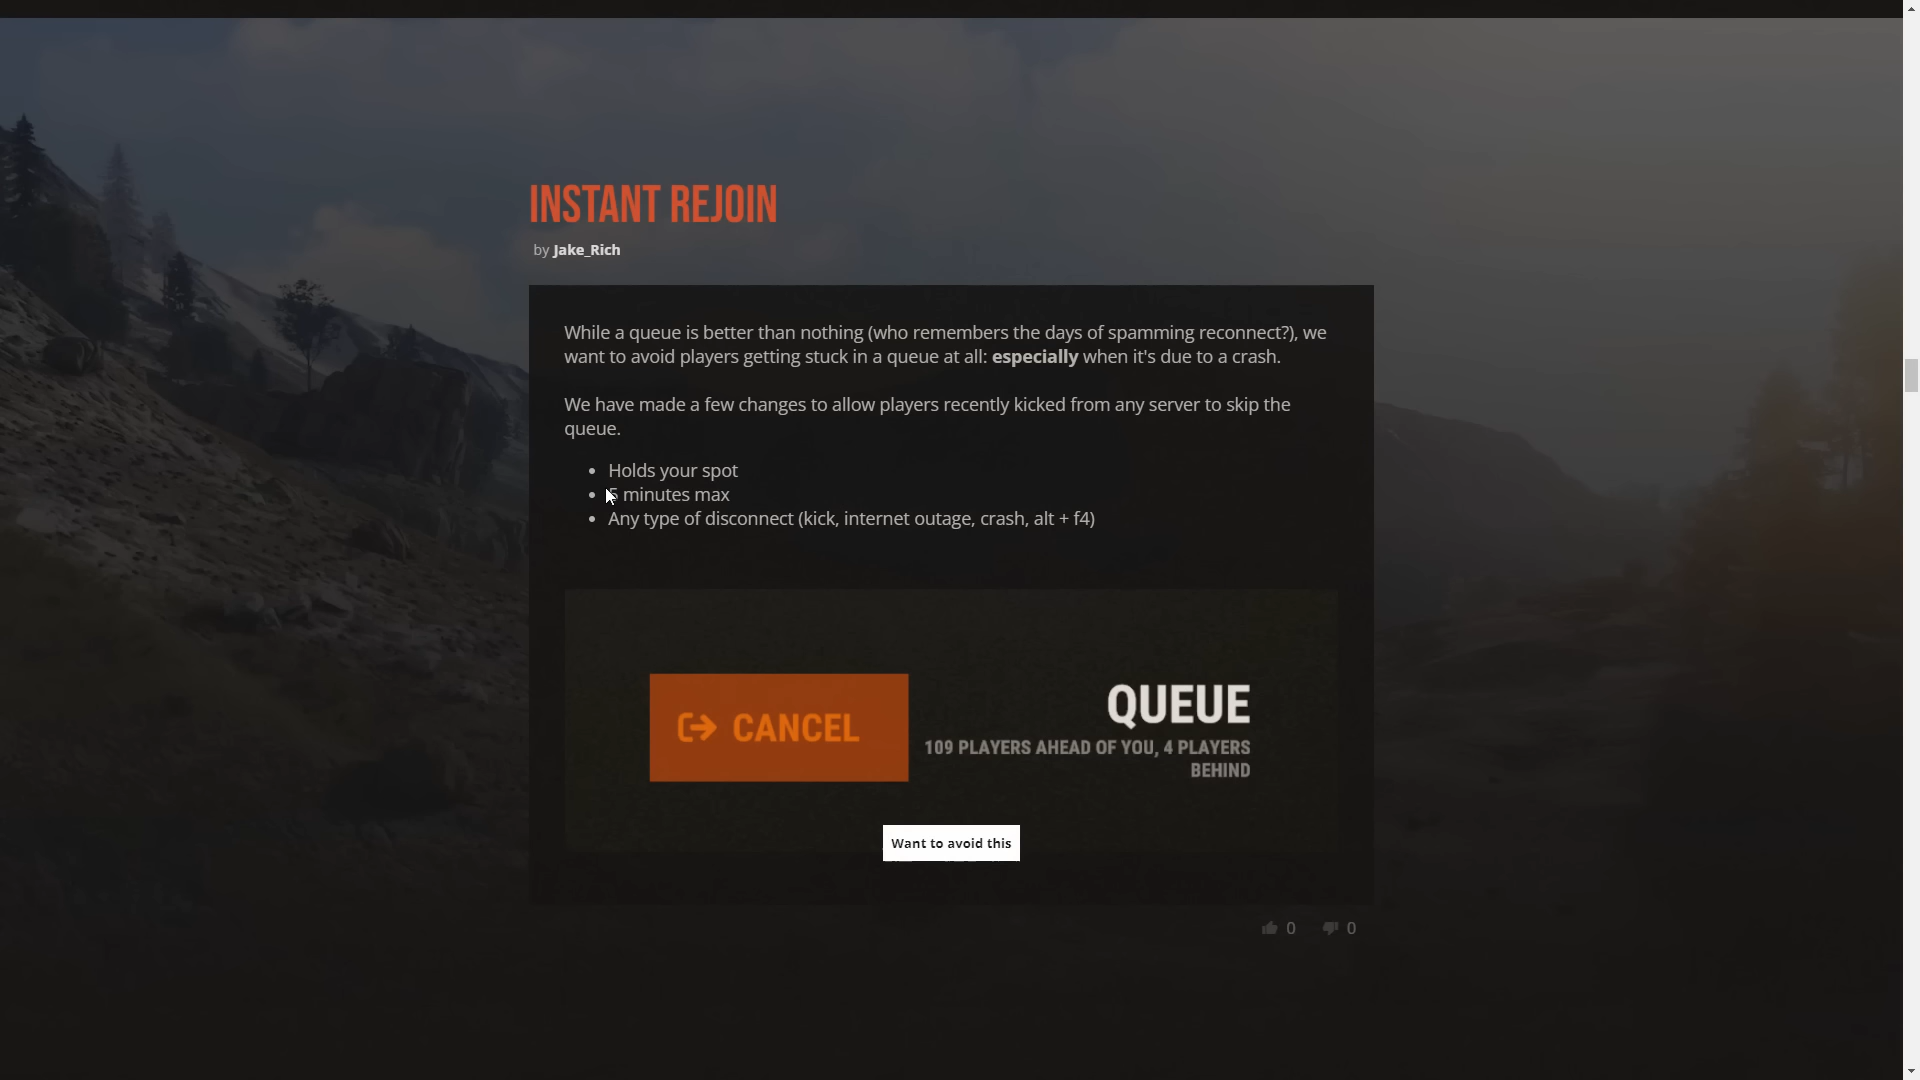 INSTANT REJOIN
by Jake_Rich
While a queue is better than nothing (who remembers the days of spamming reconnect?), we
want to avoid players getting stuck in a queue at all: especially when it's due to a crash.
We have made a few changes to allow players recently kicked from any server to skip the
queue.
• Holds your spot
• 5 minutes max
• Any type of disconnect (kick, internet outage, crash, alt + f4)
CANCEL
QUEUE
109 PLAYERS AHEAD OF YOU, 4 PLAYERS
BEHIND
Want to avoid this
0 0